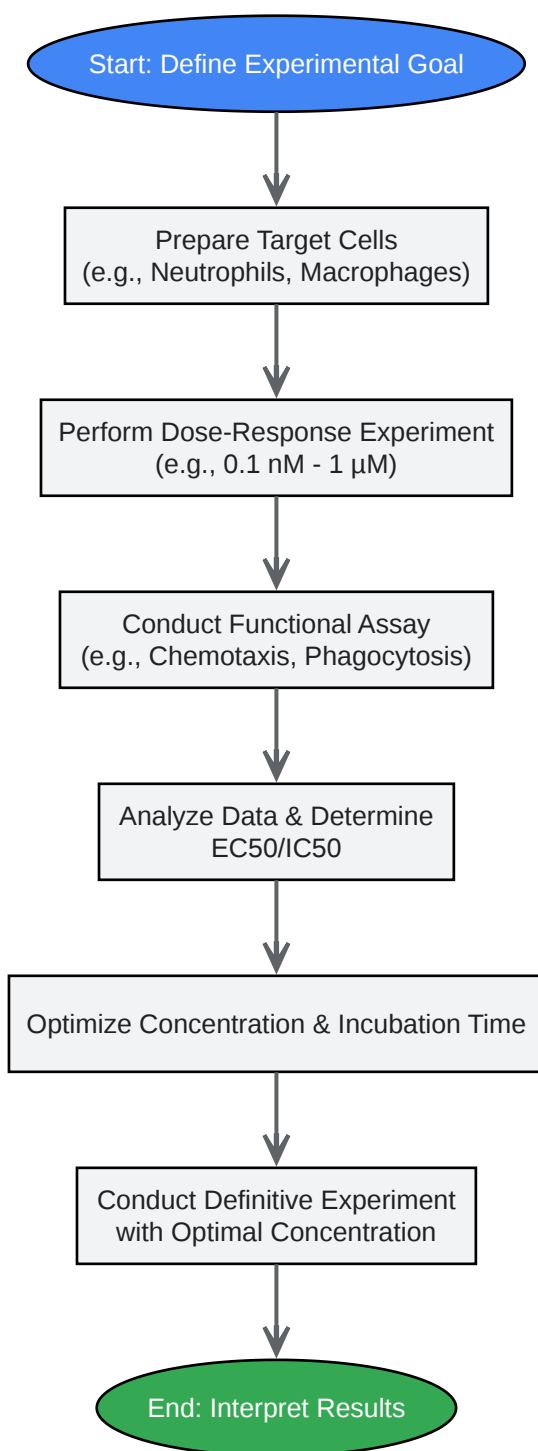 Start: Define Experimental Goal
Prepare Target Cells
(e.g., Neutrophils, Macrophages)
Perform Dose-Response Experiment
(e.g., 0.1 nM - 1 µM)
Conduct Functional Assay
(e.g., Chemotaxis, Phagocytosis)
Analyze Data & Determine
EC50/IC50
Optimize Concentration & Incubation Time
Conduct Definitive Experiment
with Optimal Concentration
End: Interpret Results